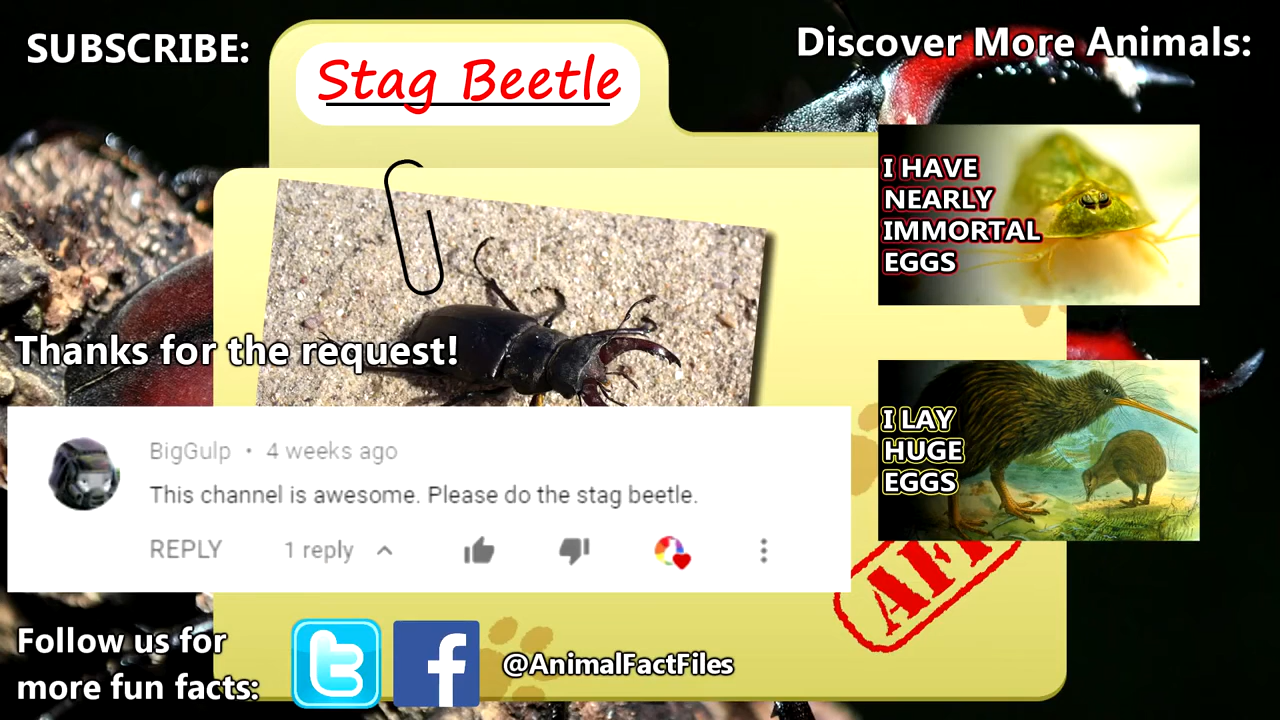 SUBSCRIBE:
Stag Beetle
Discover More Animals:
I HAVE
NEARLY
IMMORTAL
EGGS
Thanks for the request!
I LAY
HUGE
EGGS
BigGulp • 4 weeks ago
This channel is awesome. Please do the stag beetle.
REPLY 1 reply
AFF
Follow us for
more fun facts:
@AnimalFactFiles